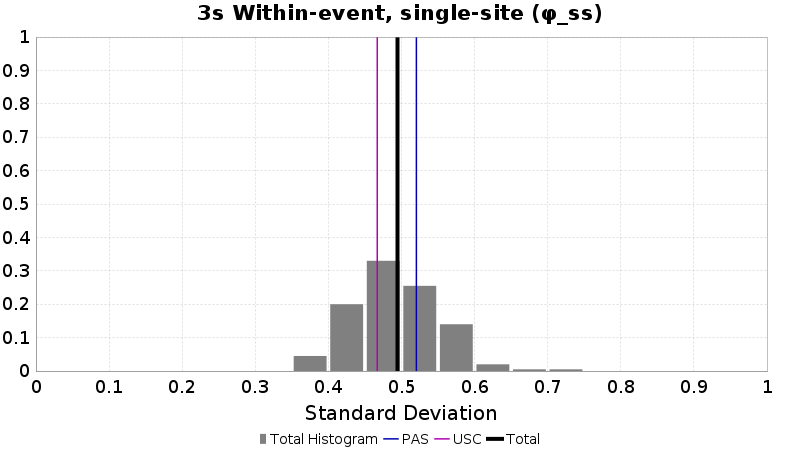 3s Within-event, single-site (φ_ss)
1
0.9
0.8
0.7
0.6
0.5
0.4
0.3
0.2
0.1
0
0 0.1 0.2 0.3 0.4 0.5 0.6 0.7 0.8 0.9 1
Standard Deviation
Total Histogram PAS USC Total